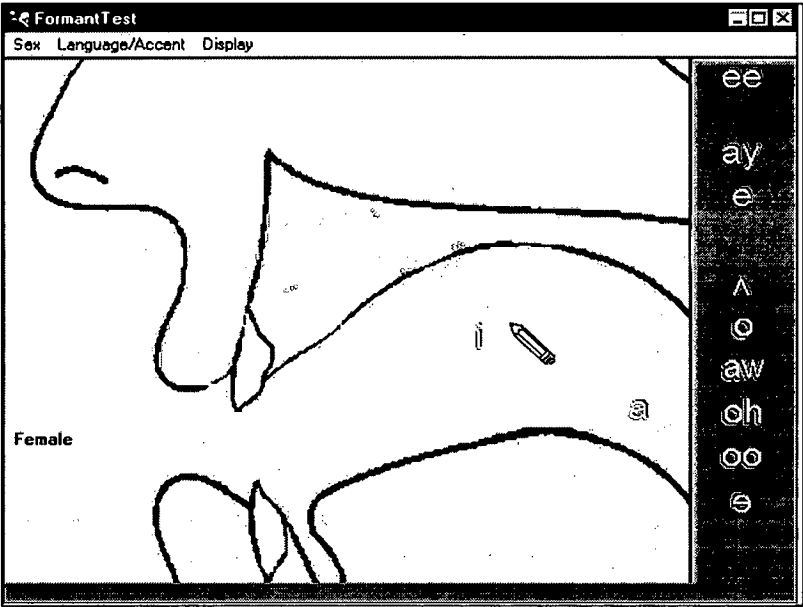 FormantTest
Sex Language/Accent Display
ee
ay
e
ʌ
i
o
aw
a
oh
Female
oo
ɘ